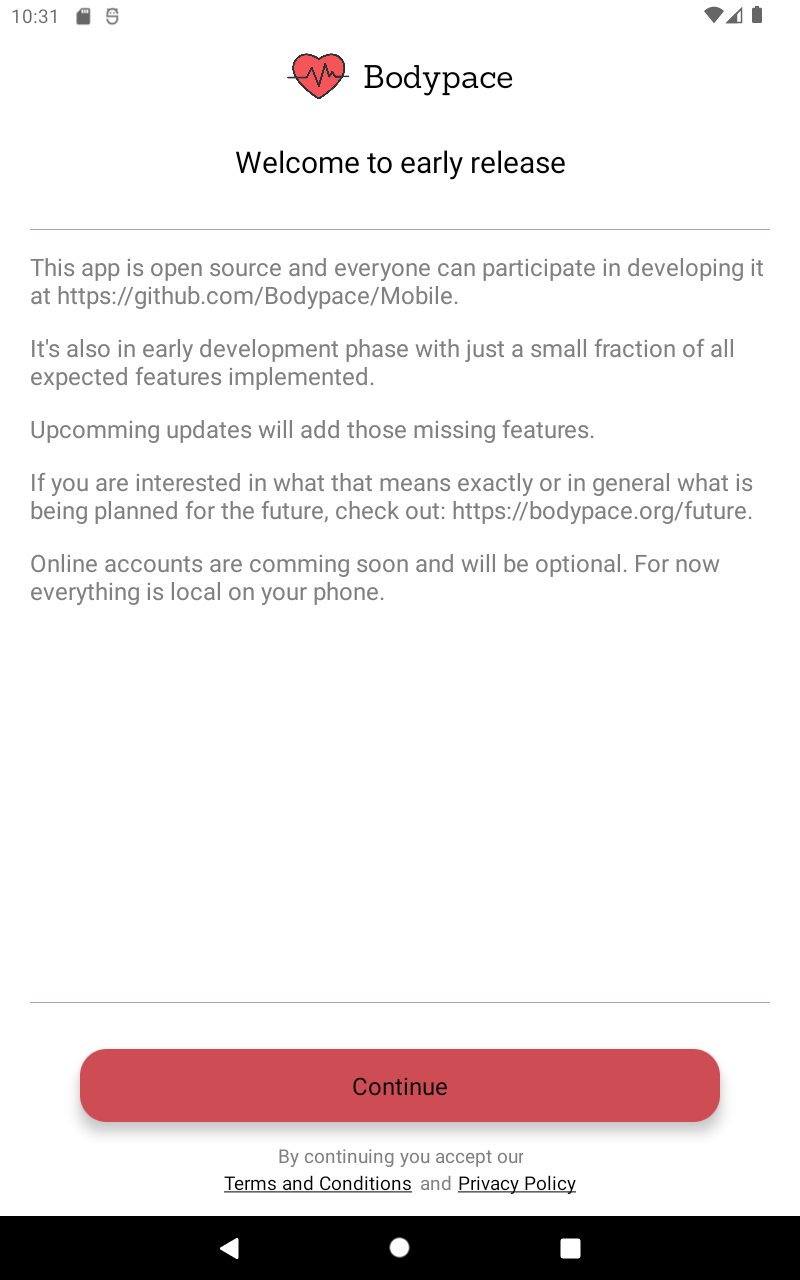 10:31
Bodypace
Welcome to early release
This app is open source and everyone can participate in developing it
at https://github.com/Bodypace/Mobile.
It's also in early development phase with just a small fraction of all
expected features implemented.
Upcomming updates will add those missing features.
If you are interested in what that means exactly or in general what is
being planned for the future, check out: https://bodypace.org/future.
Online accounts are comming soon and will be optional. For now
everything is local on your phone.
Continue
By continuing you accept our
Terms and Conditions and Privacy Policy